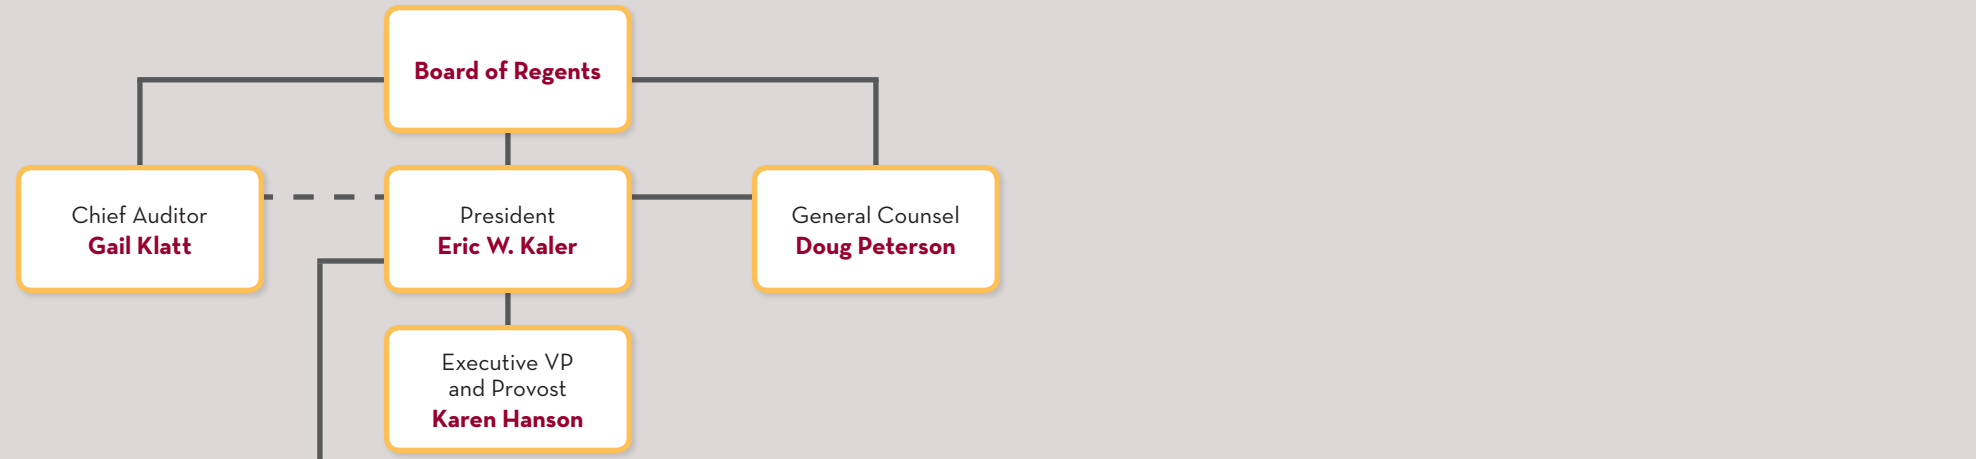 Board of Regents
Chief Auditor
Gail Klatt
President
Eric W. Kaler
General Counsel
Doug Peterson
Executive VP
and Provost
Karen Hanson